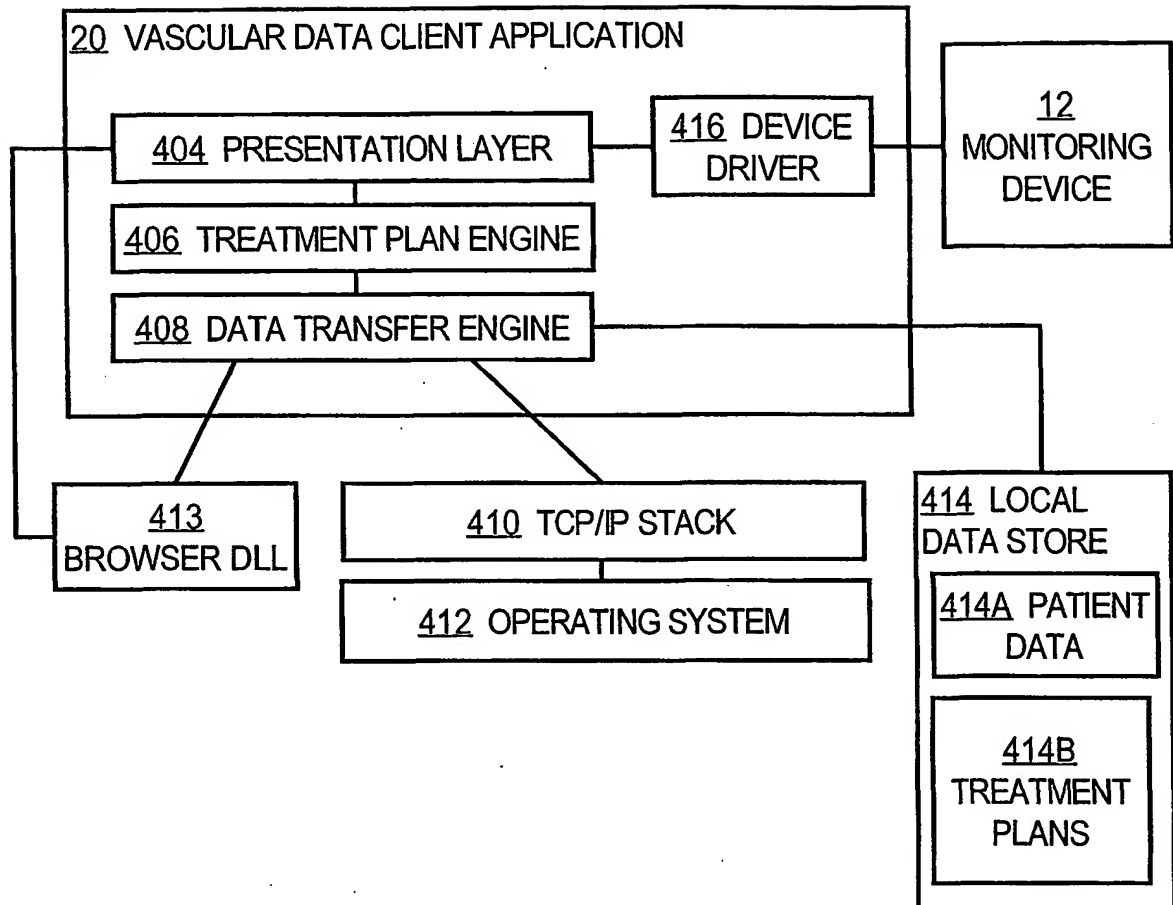 20 VASCULAR DATA CLIENT APPLICATION
404 PRESENTATION LAYER
416 DEVICE
DRIVER
12
MONITORING
DEVICE
406 TREATMENT PLAN ENGINE
408 DATA TRANSFER ENGINE
413
BROWSER DLL
410 TCP/IP STACK
412 OPERATING SYSTEM
414 LOCAL
DATA STORE
414A PATIENT
DATA
414B
TREATMENT
PLANS